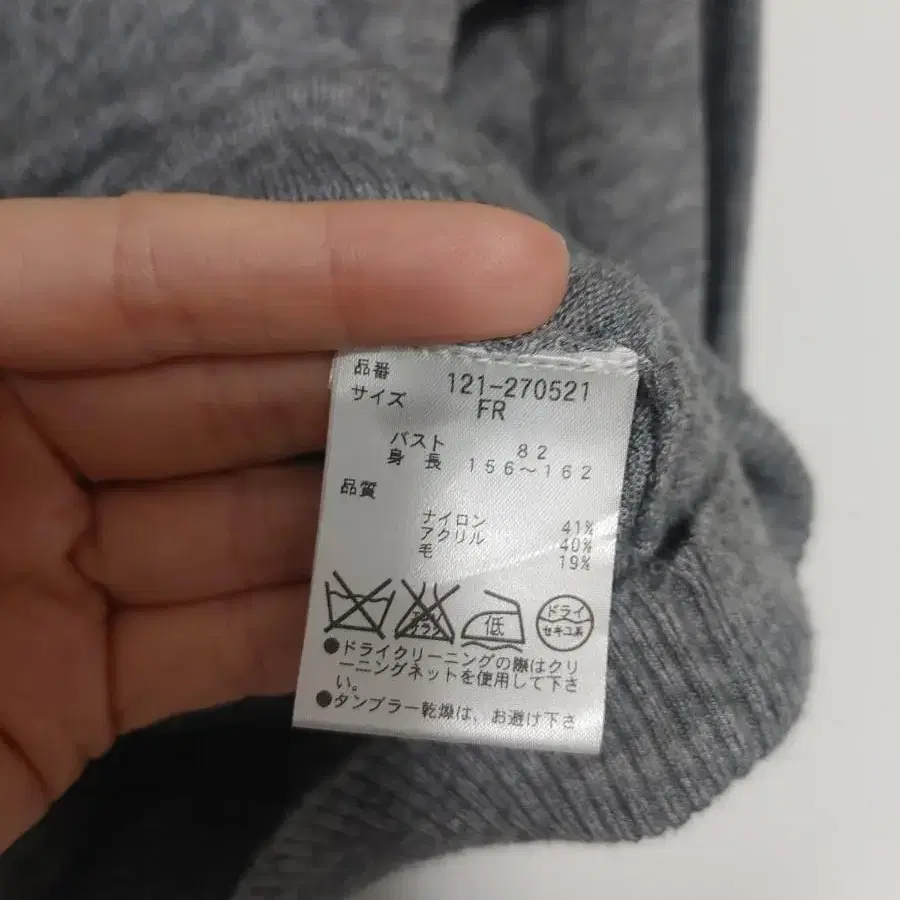 品番 121-270521
サイズ FR
バスト 82
身長 156～162
品質
ナイロン 41%
アクリル 40%
毛 19%
低 ドライ
セキユ系
●ドライクリーニングの際はクリ
ーニングネットを使用して下さ
い。
●タンブラー乾燥は、お避け下さ